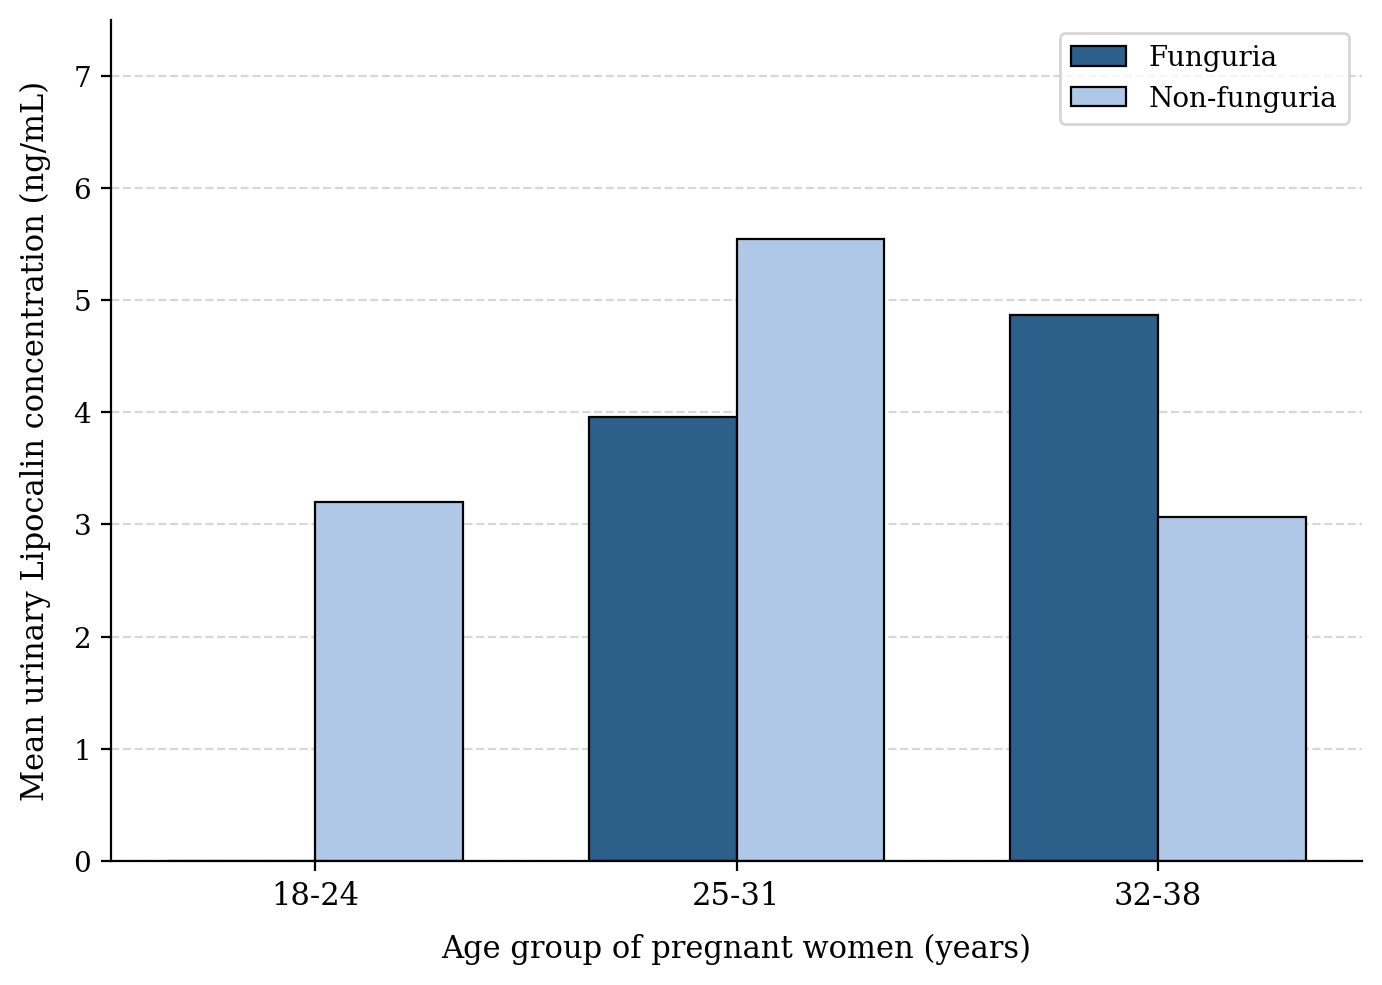 Funguria
Non-funguria
Mean urinary Lipocalin concentration (ng/mL)
7
6
5
4
3
2
1
0
18-24
25-31
32-38
Age group of pregnant women (years)